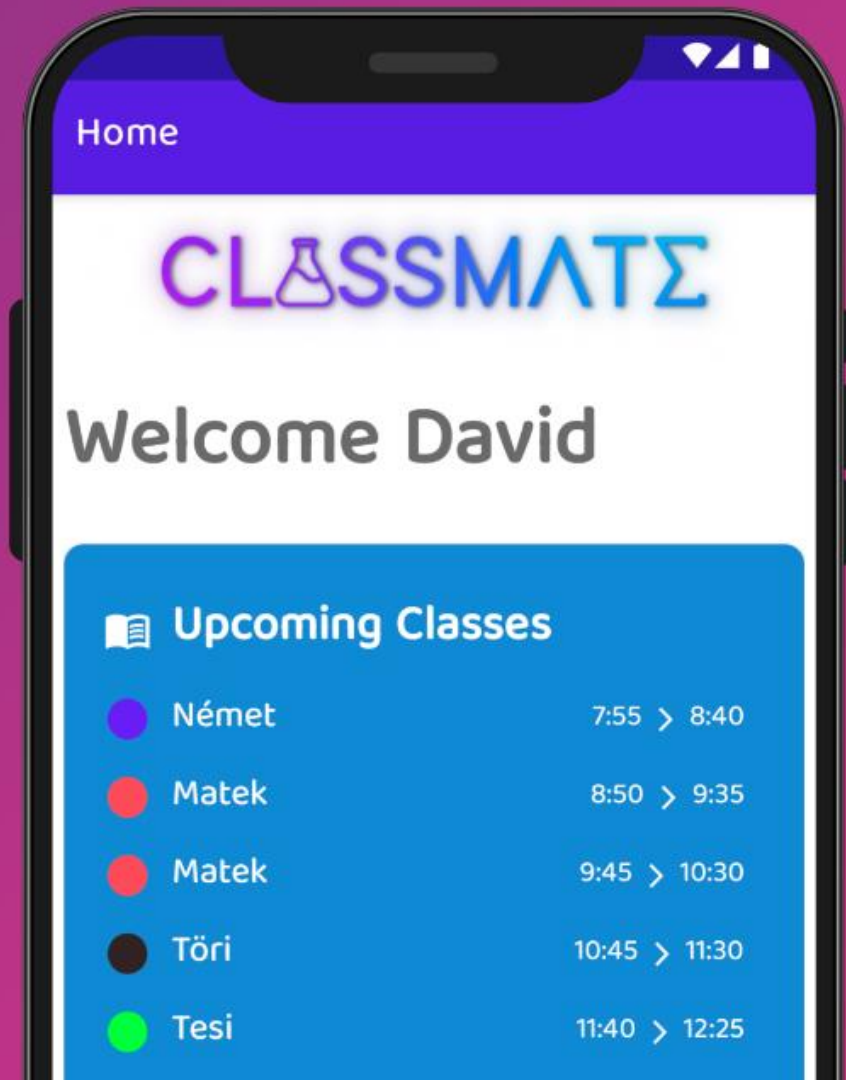 Home
CLASSMATE
Welcome David
Upcoming Classes
Német 7:55 > 8:40
Matek 8:50 > 9:35
Matek 9:45 > 10:30
Töri 10:45 > 11:30
Tesi 11:40 > 12:25